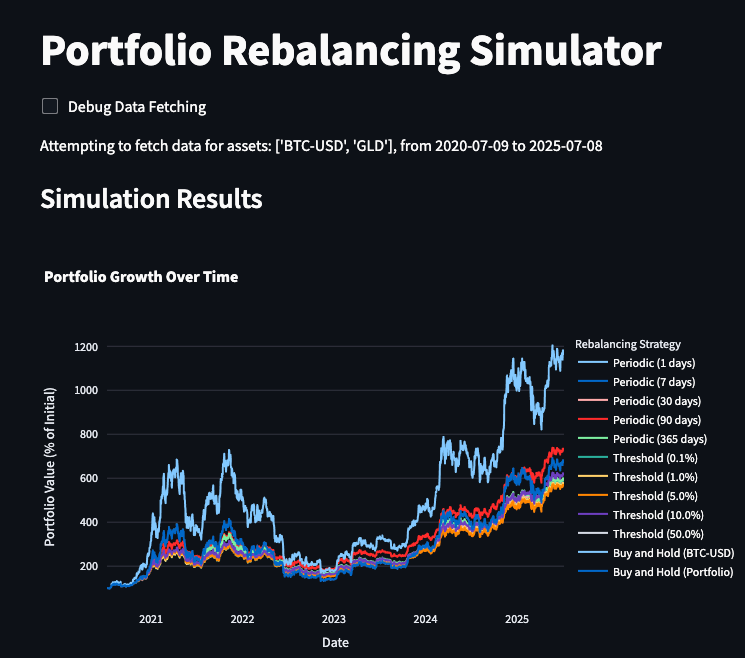 Portfolio Rebalancing Simulator
Debug Data Fetching
Attempting to fetch data for assets: ['BTC-USD', 'GLD'], from 2020-07-09 to 2025-07-08
Simulation Results
Portfolio Growth Over Time
Portfolio Value (% of Initial)
1200
1000
800
600
400
200
2021
2022
2023
2024
2025
Date
Rebalancing Strategy
Periodic (1 days)
Periodic (7 days)
Periodic (30 days)
Periodic (90 days)
Periodic (365 days)
Threshold (0.1%)
Threshold (1.0%)
Threshold (5.0%)
Threshold (10.0%)
Threshold (50.0%)
Buy and Hold (BTC-USD)
Buy and Hold (Portfolio)